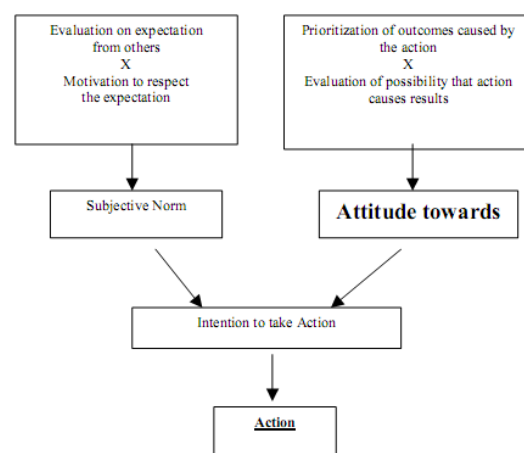 Evaluation on expectation
from others
X
Motivation to respect
the expectation
Prioritization of outcomes caused by
the action
X
Evaluation of possibility that action
causes results
Subjective Norm
Attitude towards
Intention to take Action
Action